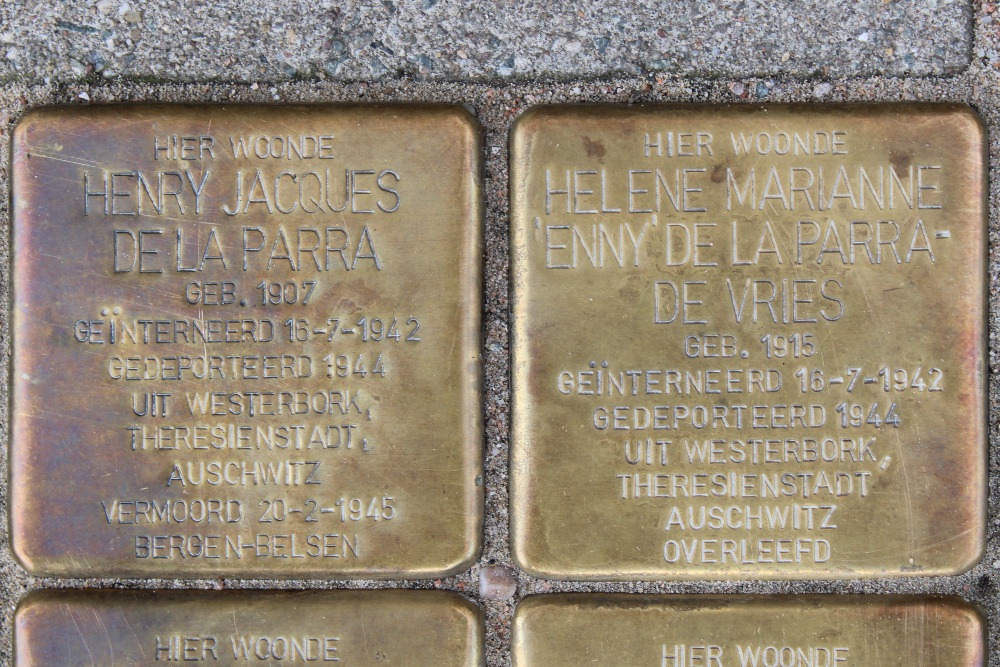 HIER WOONDE
HENRY JACQUES
DE LA PARRA
GEB. 1907
GEÏNTERNEERD 16-7-1942
GEDEPORTEERD 1944
UIT WESTERBORK,
THERESIENSTADT,
AUSCHWITZ
VERMOORD 20-2-1945
BERGEN-BELSEN
HIER WOONDE
HELENE MARIANNE
'ENNY' DE LA PARRA-
DE VRIES
GEB. 1915
GEÏNTERNEERD 16-7-1942
GEDEPORTEERD 1944
UIT WESTERBORK,
THERESIENSTADT
AUSCHWITZ
OVERLEEFD
HIER WOONDE
HIER WOONDE